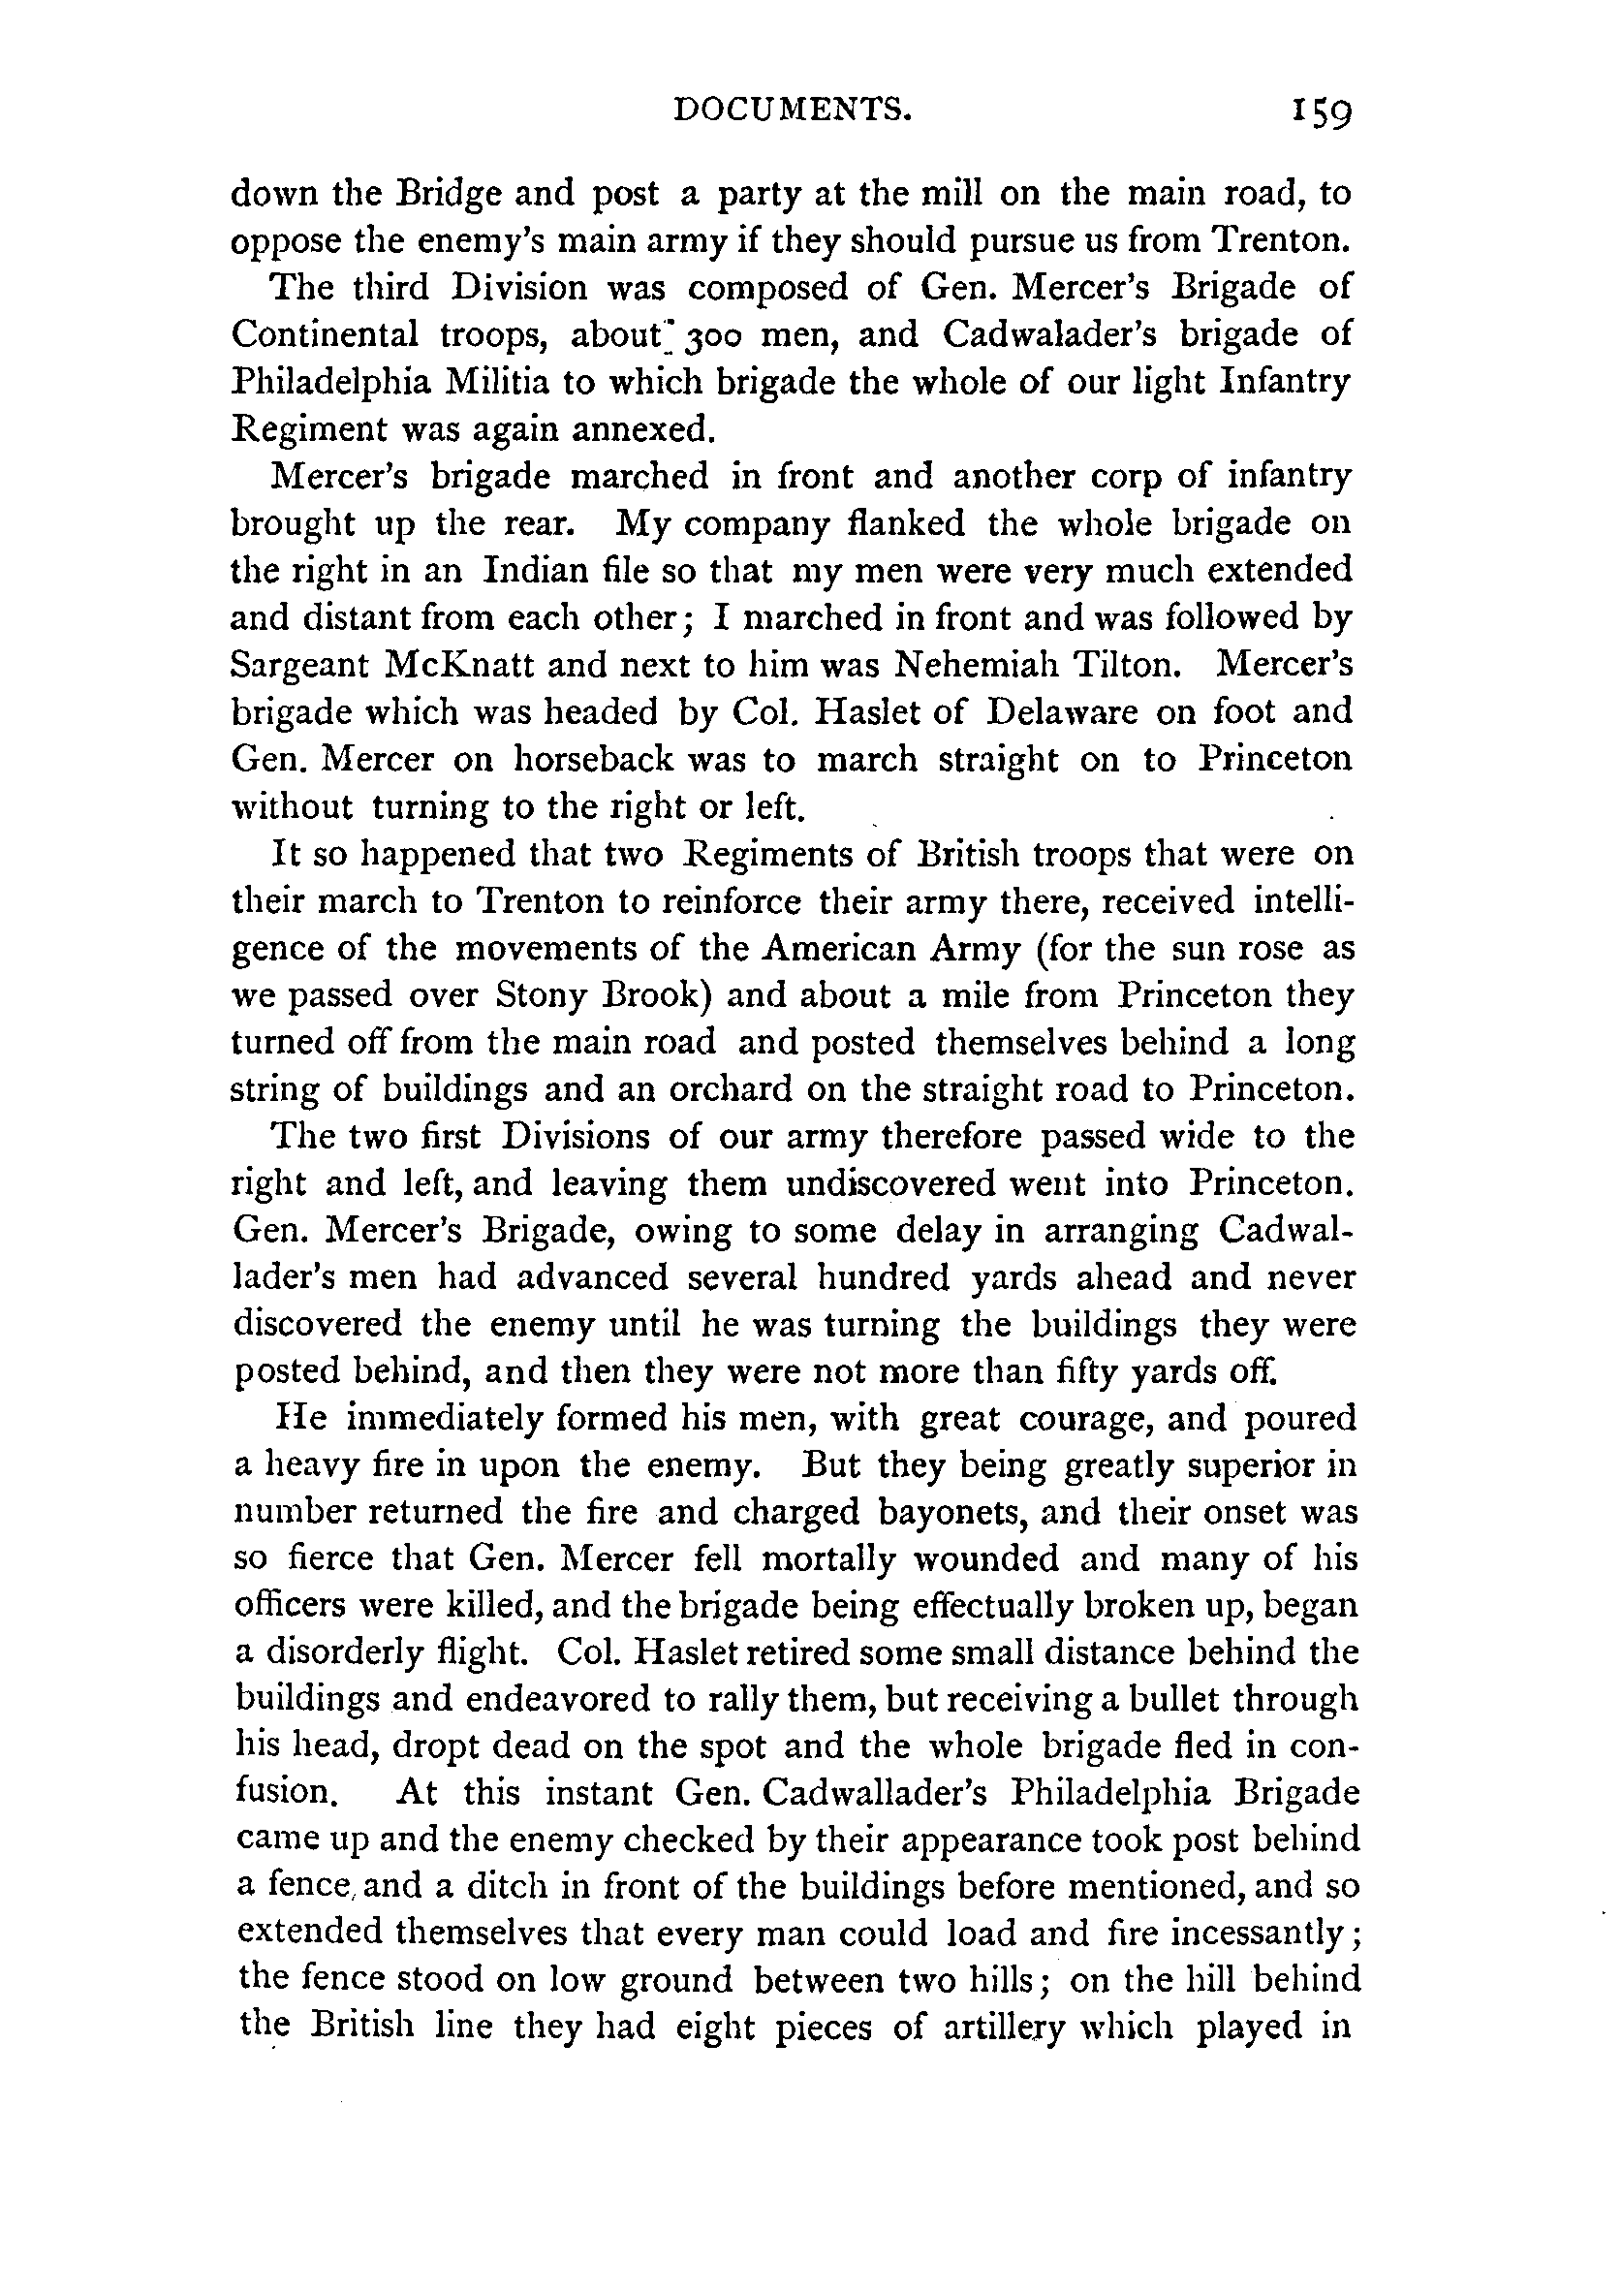 DOCUMENTS. 159
down the Bridge and post a party at the mill on the main road, to
oppose the enemy's main army if they should pursue us from Trenton.
The third Division was composed of Gen. Mercer's Brigade of
Continental troops, about 300 men, and Cadwalader's brigade of
Philadelphia Militia to which brigade the whole of our light Infantry
Regiment was again annexed.
Mercer's brigade marched in front and another corp of infantry
brought up the rear. My company flanked the whole brigade on
the right in an Indian file so that my men were very much extended
and distant from each other; I marched in front and was followed by
Sargeant McKnatt and next to him was Nehemiah Tilton. Mercer's
brigade which was headed by Col. Haslet of Delaware on foot and
Gen. Mercer on horseback was to march straight on to Princeton
without turning to the right or left.
It so happened that two Regiments of British troops that were on
their march to Trenton to reinforce their army there, received intelli-
gence of the movements of the American Army (for the sun rose as
we passed over Stony Brook) and about a mile from Princeton they
turned off from the main road and posted themselves behind a long
string of buildings and an orchard on the straight road to Princeton.
The two first Divisions of our army therefore passed wide to the
right and left, and leaving them undiscovered went into Princeton.
Gen. Mercer's Brigade, owing to some delay in arranging Cadwal-
lader's men had advanced several hundred yards ahead and never
discovered the enemy until he was turning the buildings they were
posted behind, and then they were not more than fifty yards off.
He immediately formed his men, with great courage, and poured
a heavy fire in upon the enemy. But they being greatly superior in
number returned the fire and charged bayonets, and their onset was
so fierce that Gen. Mercer fell mortally wounded and many of his
officers were killed, and the brigade being effectually broken up, began
a disorderly flight. Col. Haslet retired some small distance behind the
buildings and endeavored to rally them, but receiving a bullet through
his head, dropt dead on the spot and the whole brigade fled in con-
fusion. At this instant Gen. Cadwallader's Philadelphia Brigade
came up and the enemy checked by their appearance took post behind
a fence, and a ditch in front of the buildings before mentioned, and so
extended themselves that every man could load and fire incessantly;
the fence stood on low ground between two hills; on the hill behind
the British line they had eight pieces of artillery which played in